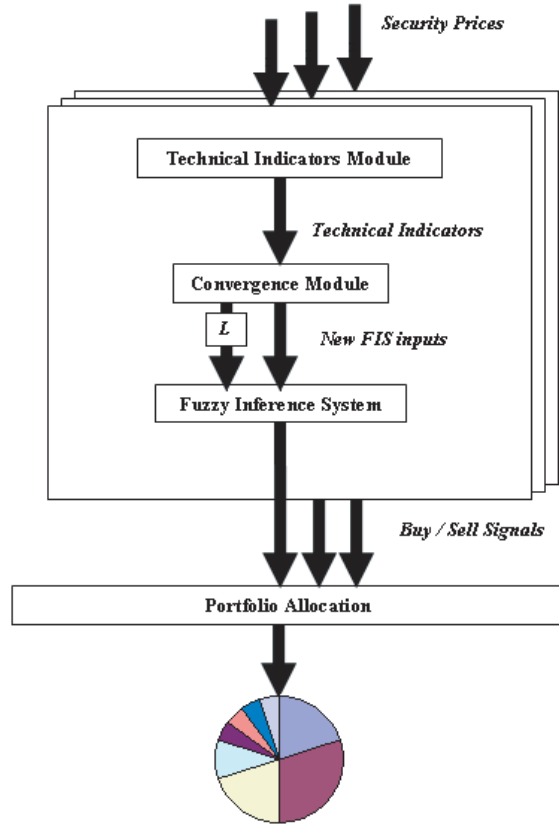 Security Prices
Technical Indicators Module
Technical Indicators
Convergence Module
L
New FIS inputs
Fuzzy Inference System
Buy / Sell Signals
Portfolio Allocation